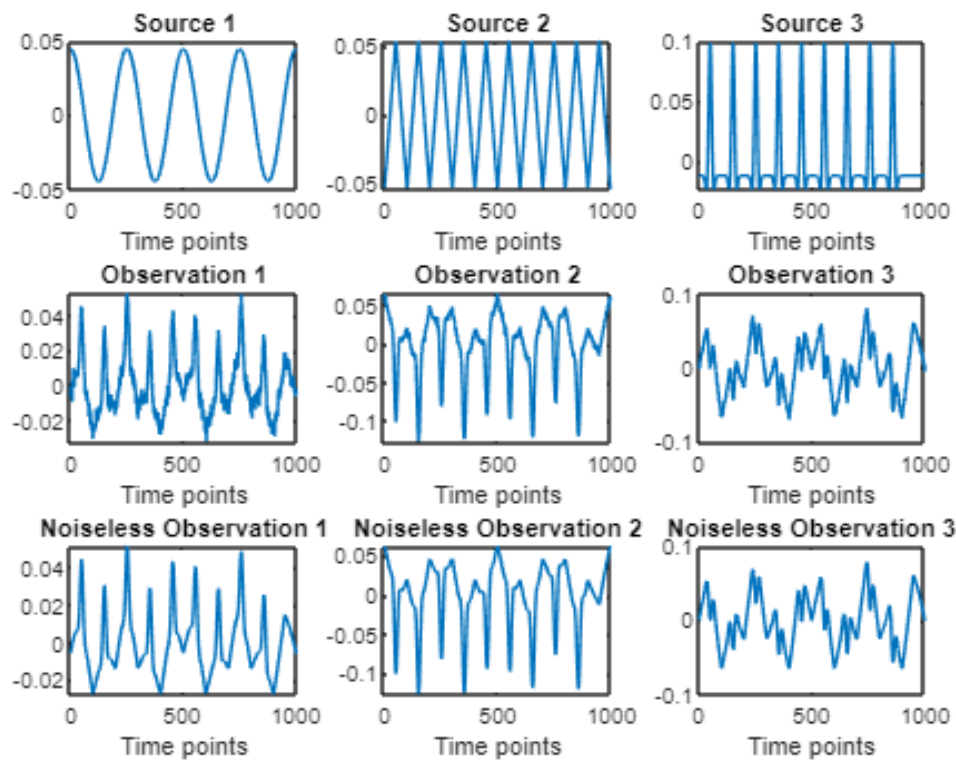 Source 1
Source 2
Source 3
0.05
0
-0.05
0.05
0
-0.05
0.1
0.05
0
0 500 1000
0 500 1000
0 500 1000
Time points
Time points
Time points
Observation 1
Observation 2
Observation 3
0.04
0.02
0
-0.02
0.05
0
-0.05
-0.1
0.1
0
-0.1
0 500 1000
0 500 1000
0 500 1000
Time points
Time points
Time points
Noiseless Observation 1
Noiseless Observation 2
Noiseless Observation 3
0.04
0.02
0
-0.02
0.05
0
-0.05
-0.1
0.1
0
-0.1
0 500 1000
0 500 1000
0 500 1000
Time points
Time points
Time points